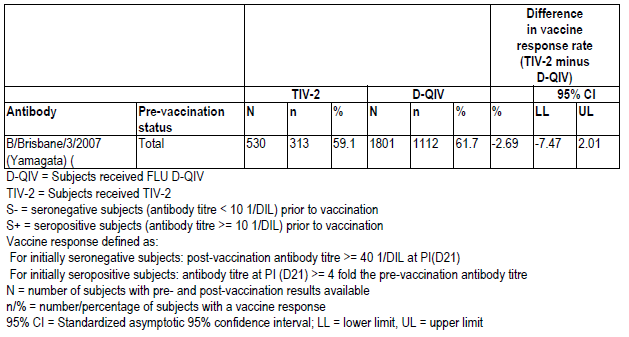 Difference
in vaccine
response rate
(TIV-2 minus
D-QIV)
TIV-2 D-QIV 95% CI
Antibody Pre-vaccination status N n % N n % % LL UL
B/Brisbane/3/2007 Total 530 313 59.1 1801 1112 61.7 -2.69 -7.47 2.01
(Yamagata) (
D-QIV = Subjects received FLU D-QIV
TIV-2 = Subjects received TIV-2
S- = seronegative subjects (antibody titre < 10 1/DIL) prior to vaccination
S+ = seropositive subjects (antibody titre >= 10 1/DIL) prior to vaccination
Vaccine response defined as:
For initially seronegative subjects: post-vaccination antibody titre >= 40 1/DIL at PI(D21)
For initially seropositive subjects: antibody titre at PI (D21) >= 4 fold the pre-vaccination antibody titre
N = number of subjects with pre- and post-vaccination results available
n/% = number/percentage of subjects with a vaccine response
95% CI = Standardized asymptotic 95% confidence interval; LL = lower limit, UL = upper limit